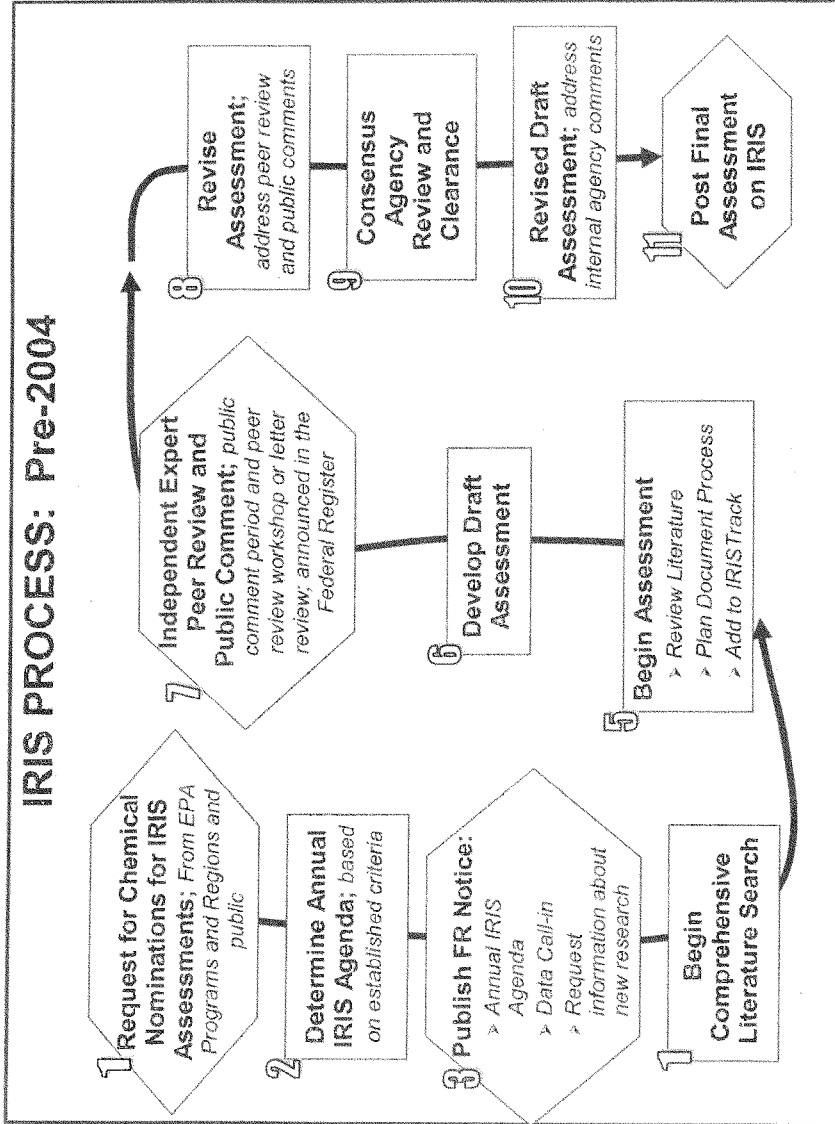 IRIS PROCESS: Pre-2004
1
Request for Chemical
Nominations for IRIS
Assessments; From EPA
Programs and Regions and
public
2
Determine Annual
IRIS Agenda; based
on established criteria
3
Publish FR Notice:
➢ Annual IRIS
Agenda
➢ Data Call-in
➢ Request
information about
new research
1
Begin
Comprehensive
Literature Search
5
Begin Assessment
➢ Review Literature
➢ Plan Document Process
➢ Add to IRISTrack
6
Develop Draft
Assessment
7
Independent Expert
Peer Review and
Public Comment; public
comment period and peer
review workshop or letter
review, announced in the
Federal Register
8
Revise
Assessment;
address peer review
and public comments
9
Consensus
Agency
Review and
Clearance
10
Revised Draft
Assessment; address
internal agency comments
11
Post Final
Assessment
on IRIS